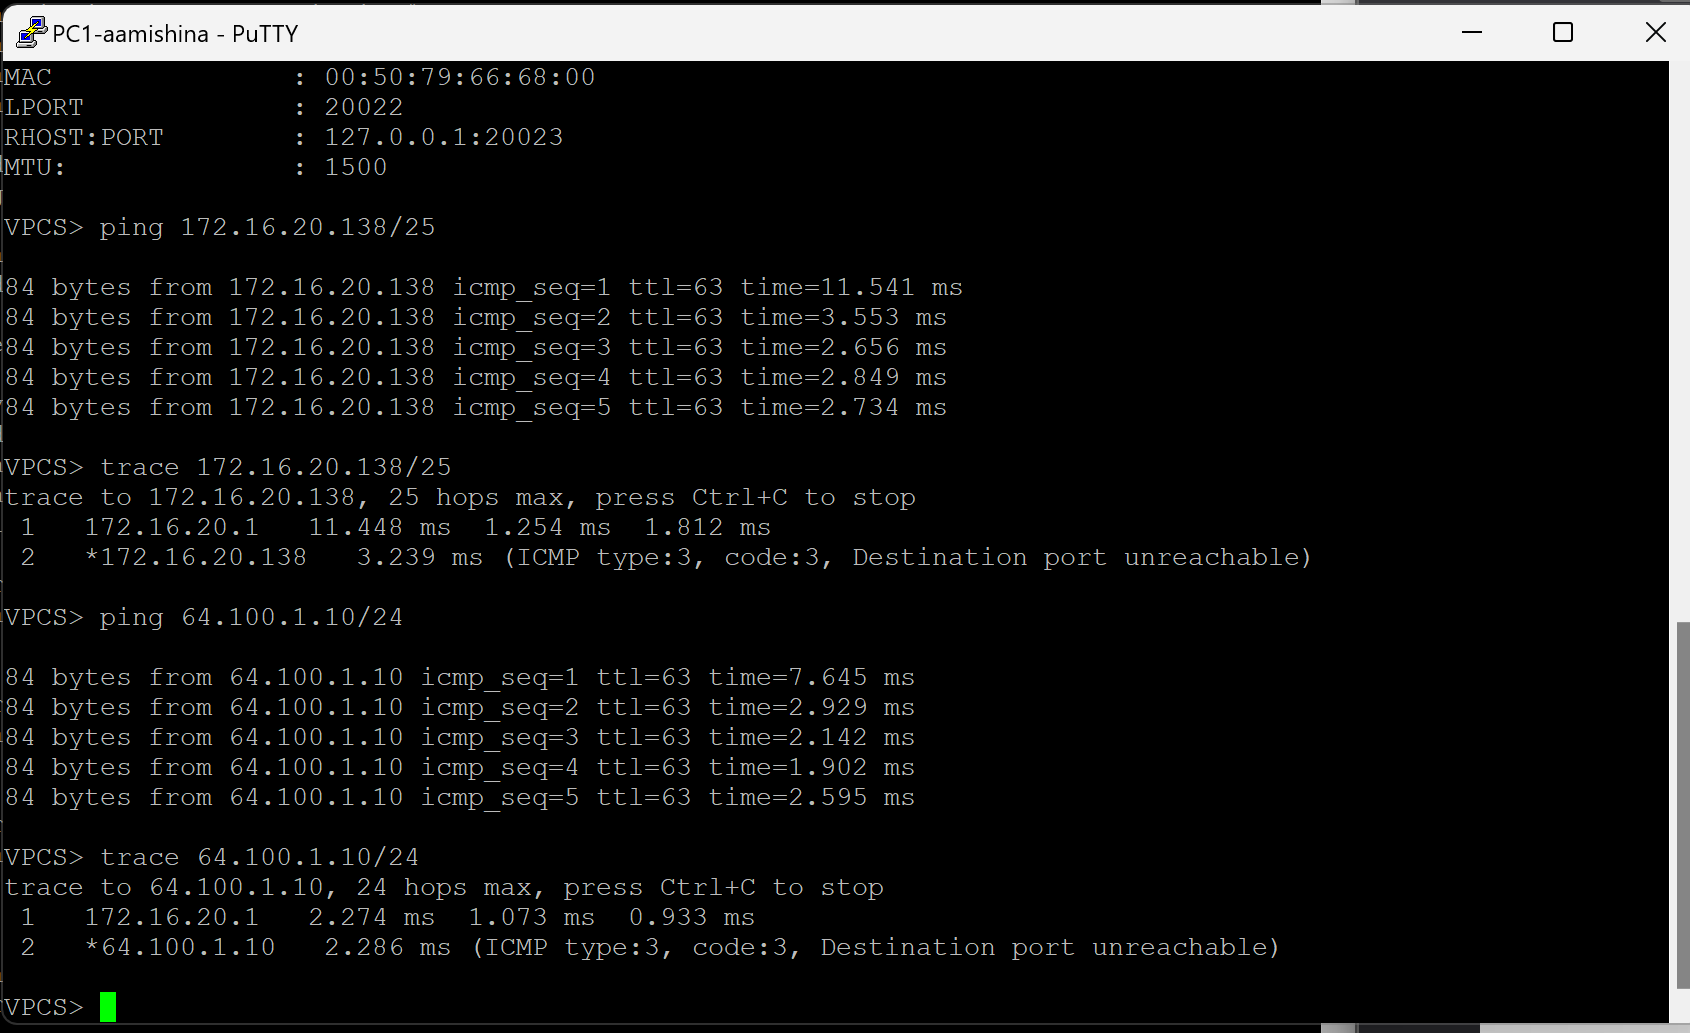 PC1-aamishina - PuTTY
MAC : 00:50:79:66:68:00
LPORT : 20022
RHOST:PORT : 127.0.0.1:20023
MTU: : 1500
VPCS> ping 172.16.20.138/25
84 bytes from 172.16.20.138 icmp_seq=1 ttl=63 time=11.541 ms
84 bytes from 172.16.20.138 icmp_seq=2 ttl=63 time=3.553 ms
84 bytes from 172.16.20.138 icmp_seq=3 ttl=63 time=2.656 ms
84 bytes from 172.16.20.138 icmp_seq=4 ttl=63 time=2.849 ms
84 bytes from 172.16.20.138 icmp_seq=5 ttl=63 time=2.734 ms
VPCS> trace 172.16.20.138/25
trace to 172.16.20.138, 25 hops max, press Ctrl+C to stop
1 172.16.20.1 11.448 ms 1.254 ms 1.812 ms
2 *172.16.20.138 3.239 ms (ICMP type:3, code:3, Destination port unreachable)
VPCS> ping 64.100.1.10/24
84 bytes from 64.100.1.10 icmp_seq=1 ttl=63 time=7.645 ms
84 bytes from 64.100.1.10 icmp_seq=2 ttl=63 time=2.929 ms
84 bytes from 64.100.1.10 icmp_seq=3 ttl=63 time=2.142 ms
84 bytes from 64.100.1.10 icmp_seq=4 ttl=63 time=1.902 ms
84 bytes from 64.100.1.10 icmp_seq=5 ttl=63 time=2.595 ms
VPCS> trace 64.100.1.10/24
trace to 64.100.1.10, 24 hops max, press Ctrl+C to stop
1 172.16.20.1 2.274 ms 1.073 ms 0.933 ms
2 *64.100.1.10 2.286 ms (ICMP type:3, code:3, Destination port unreachable)
VPCS>